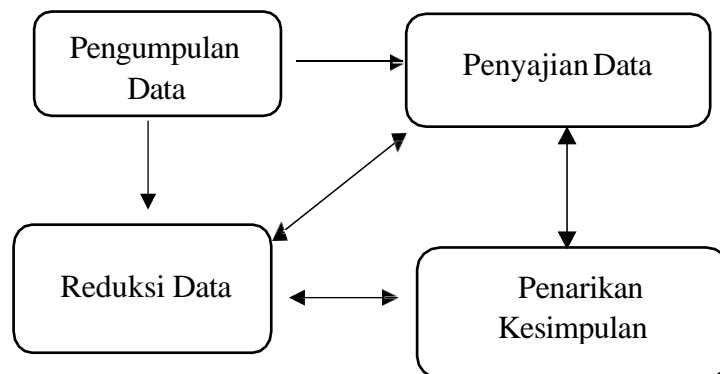 Pengumpulan
Data
Penyajian Data
Reduksi Data
Penarikan
Kesimpulan